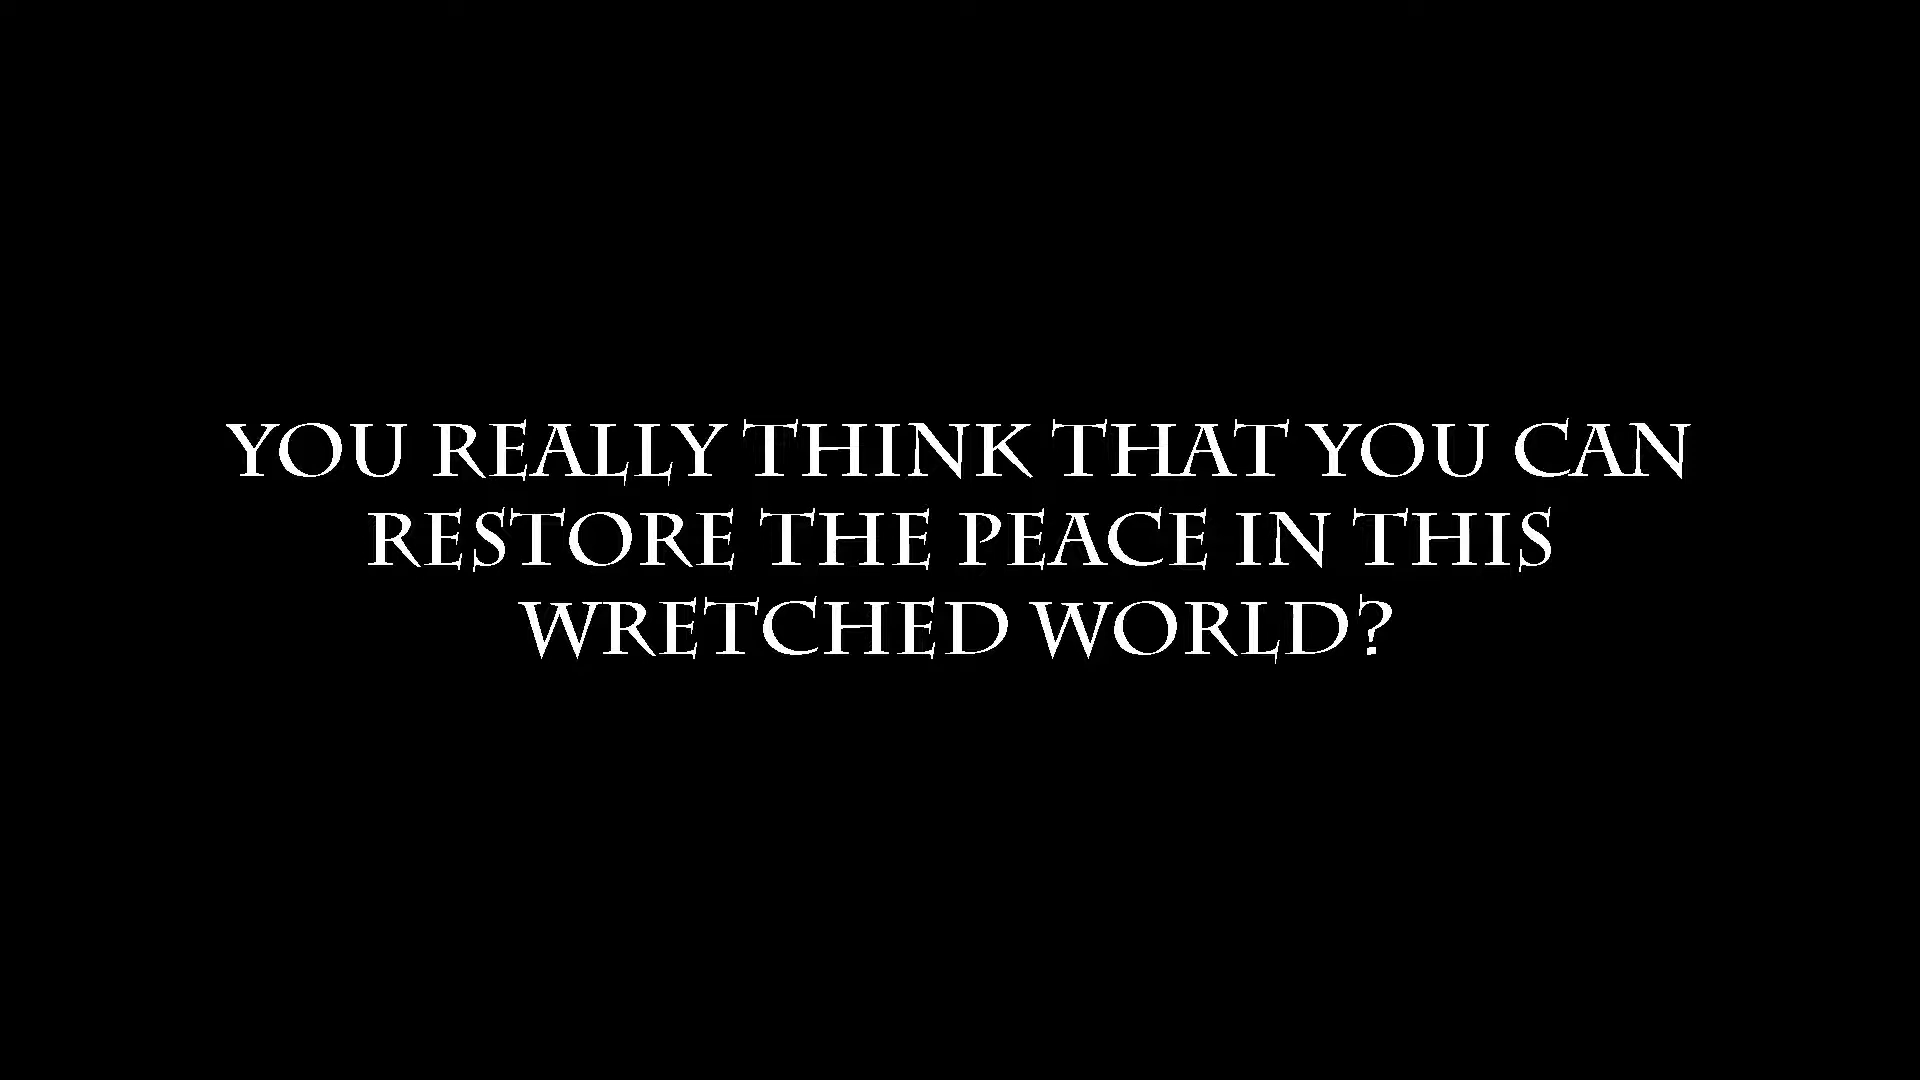 YOU REALLY THINK THAT YOU CAN
RESTORE THE PEACE IN THIS
WRETCHED WORLD?